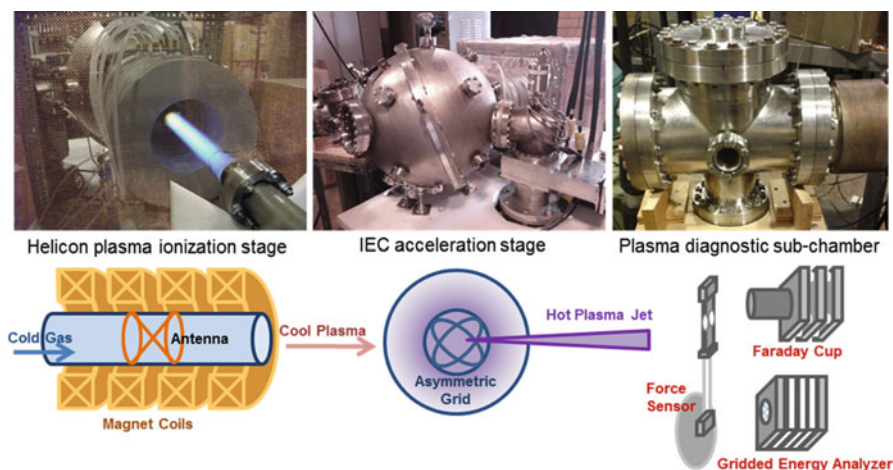 Helicon plasma ionization stage
IEC acceleration stage
Plasma diagnostic sub-chamber
Cold Gas
Antenna
Magnet Coils
Cool Plasma
Asymmetric
Grid
Hot Plasma Jet
Force
Sensor
Faraday Cup
Gridded Energy Analyzer